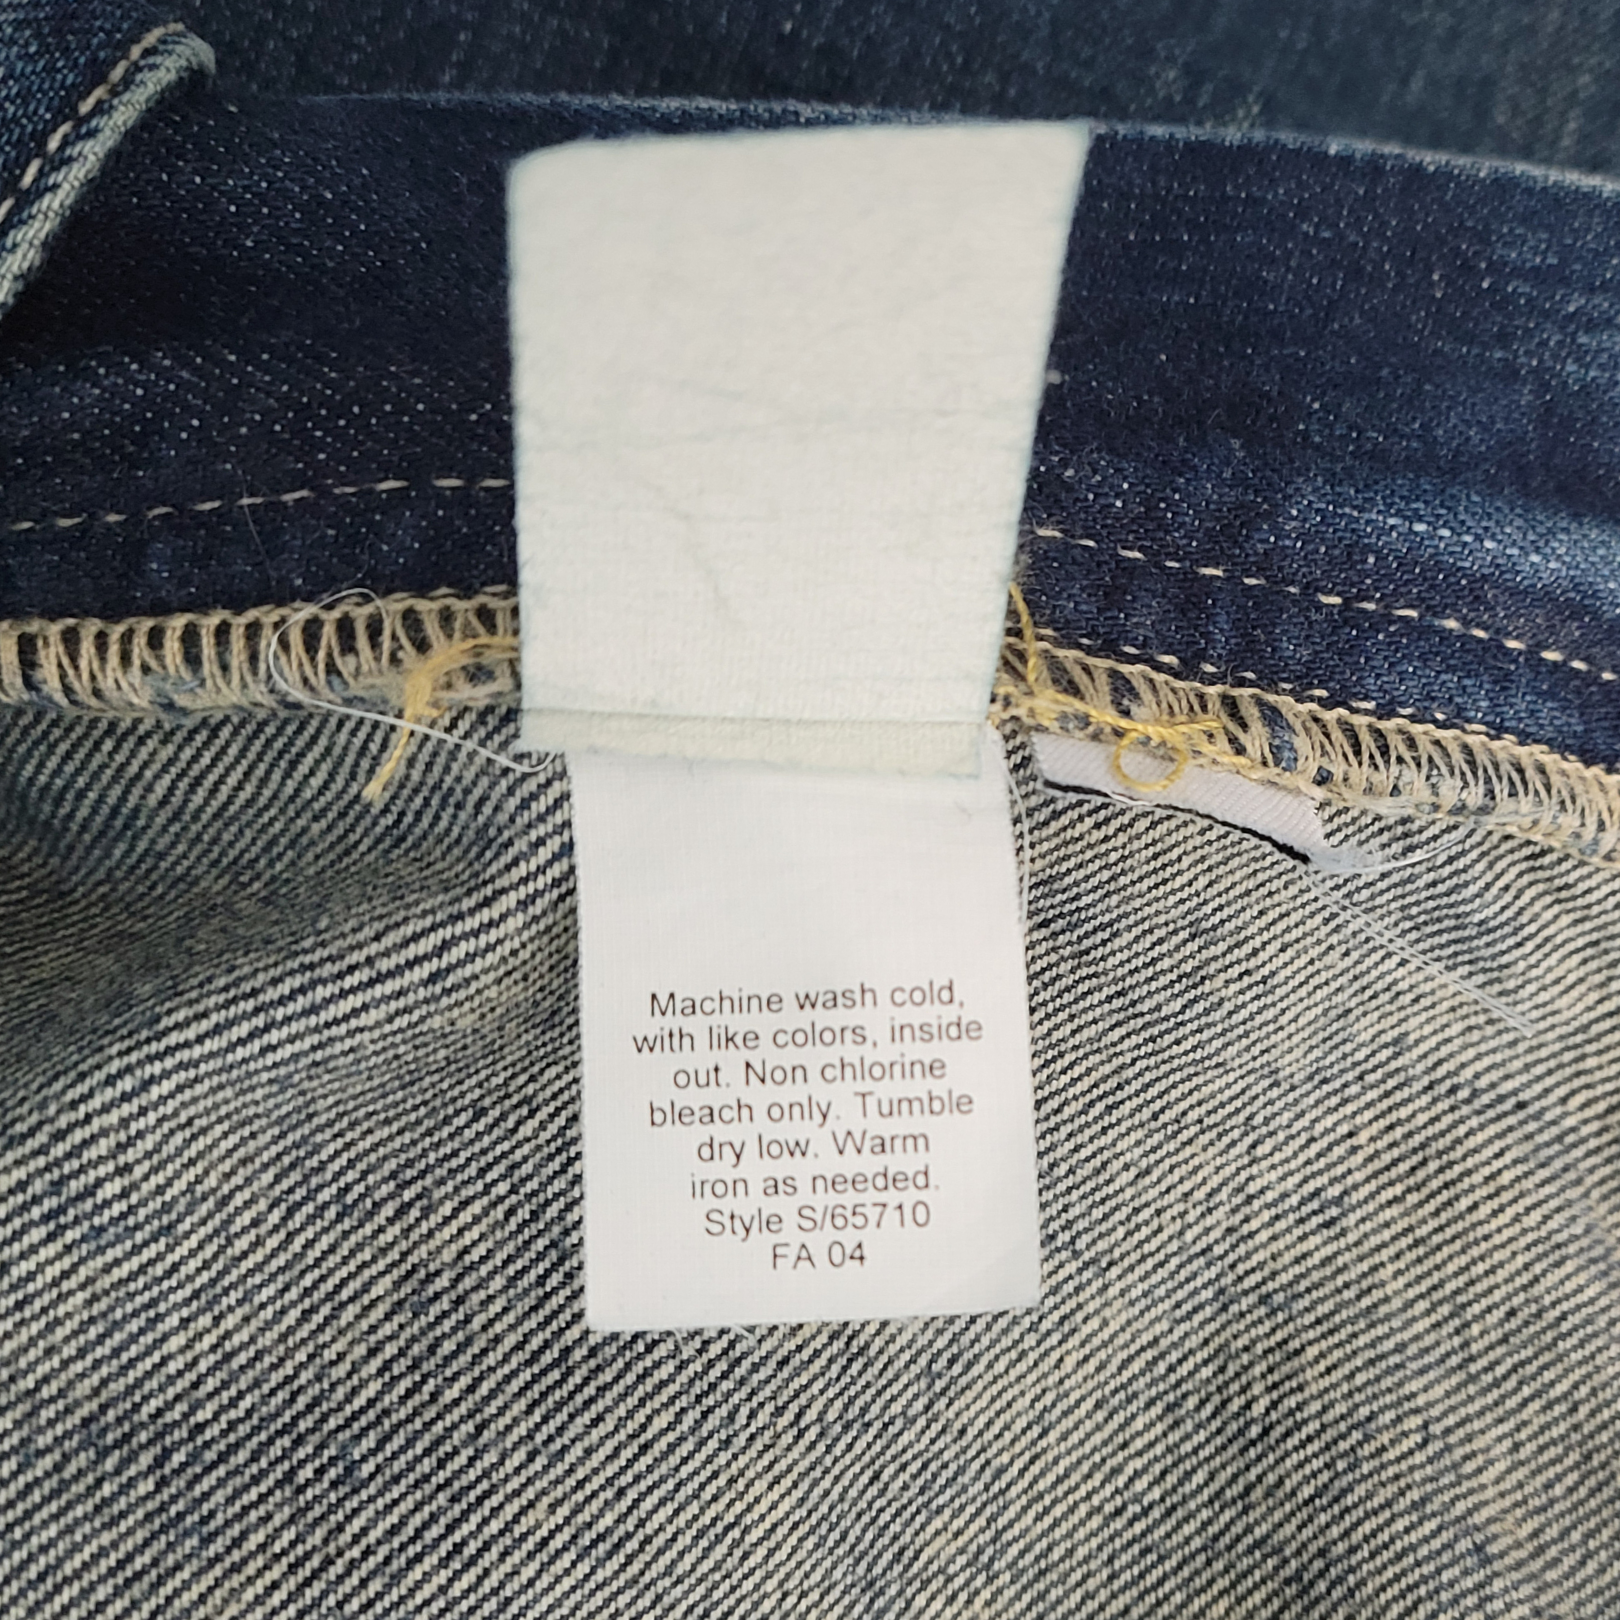 Machine wash cold,
with like colors, inside
out. Non chlorine
bleach only. Tumble
dry low. Warm
iron as needed.
Style S/65710
FA 04